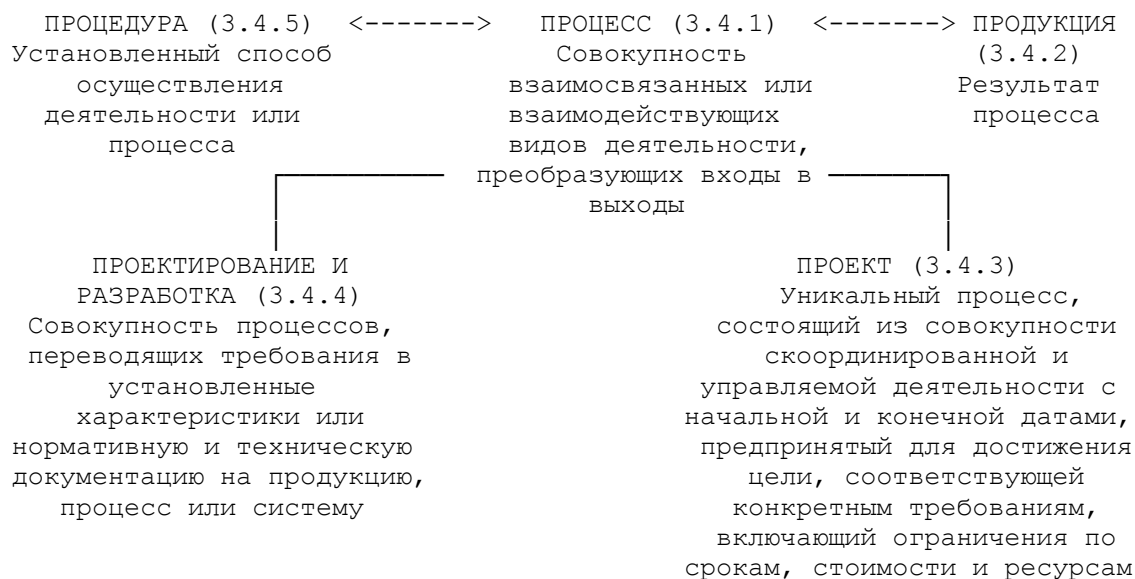 ПРОЦЕДУРА (3.4.5) <-------> ПРОЦЕСС (3.4.1) <-------> ПРОДУКЦИЯ
Установленный способ Совокупность (3.4.2)
осуществления взаимосвязанных или Результат
деятельности или взаимодействующих процесса
процесса видов деятельности,
преобразующих входы в
выходы
ПРОЕКТИРОВАНИЕ И ПРОЕКТ (3.4.3)
РАЗРАБОТКА (3.4.4) Уникальный процесс,
Совокупность процессов, состоящий из совокупности
переводящих требования в скоординированной и
установленные управляемой деятельности с
характеристики или начальной и конечной датами,
нормативную и техническую предпринятый для достижения
документацию на продукцию, цели, соответствующей
процесс или систему конкретным требованиям,
включающий ограничения по
срокам, стоимости и ресурсам